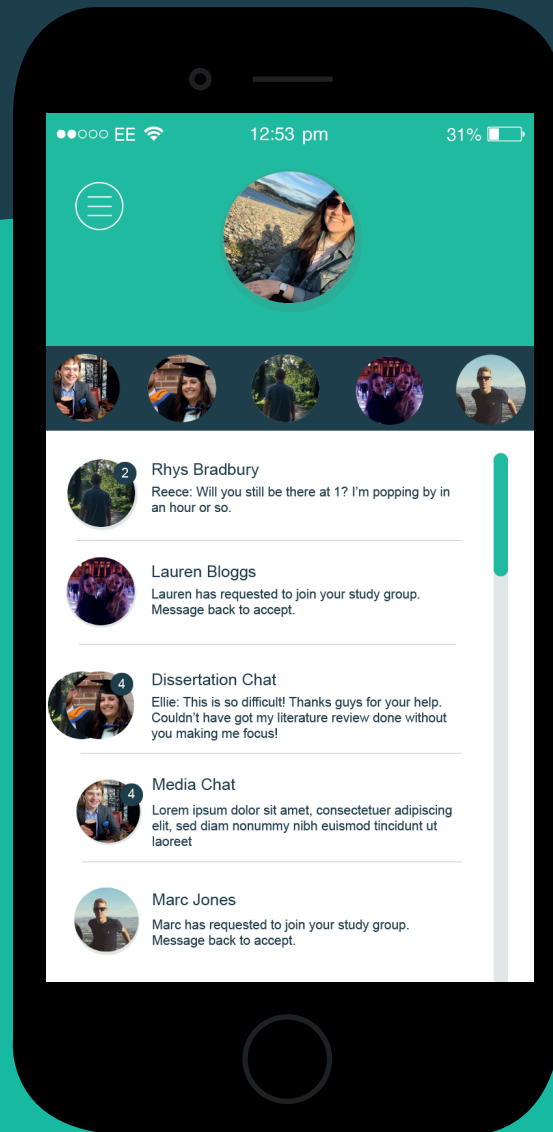 EE 12:53 pm 31%
2
Rhys Bradbury
Reece: Will you still be there at 1? I'm popping by in
an hour or so.
Lauren Bloggs
Lauren has requested to join your study group.
Message back to accept.
4
Dissertation Chat
Ellie: This is so difficult! Thanks guys for your help.
Couldn't have got my literature review done without
you making me focus!
4
Media Chat
Lorem ipsum dolor sit amet, consectetuer adipiscing
elit, sed diam nonummy nibh euismod tincidunt ut
laoreet
Marc Jones
Marc has requested to join your study group.
Message back to accept.